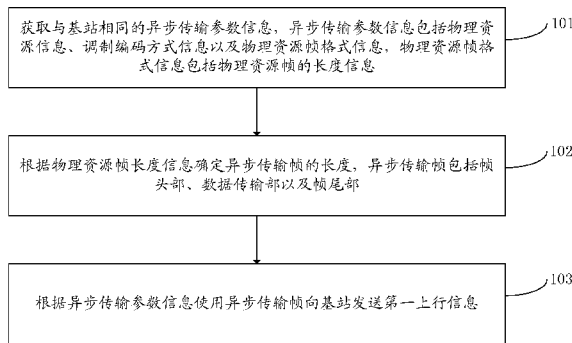 获取与基站相同的异步传输参数信息，异步传输参数信息包括物理资
源信息、调制编码方式信息以及物理资源帧格式信息，物理资源帧格
式信息包括物理资源帧的长度信息
101
根据物理资源帧长度信息确定异步传输帧的长度，异步传输帧包括帧
头部、数据传输部以及帧尾部
102
根据异步传输参数信息使用异步传输帧向基站发送第一上行信息
103